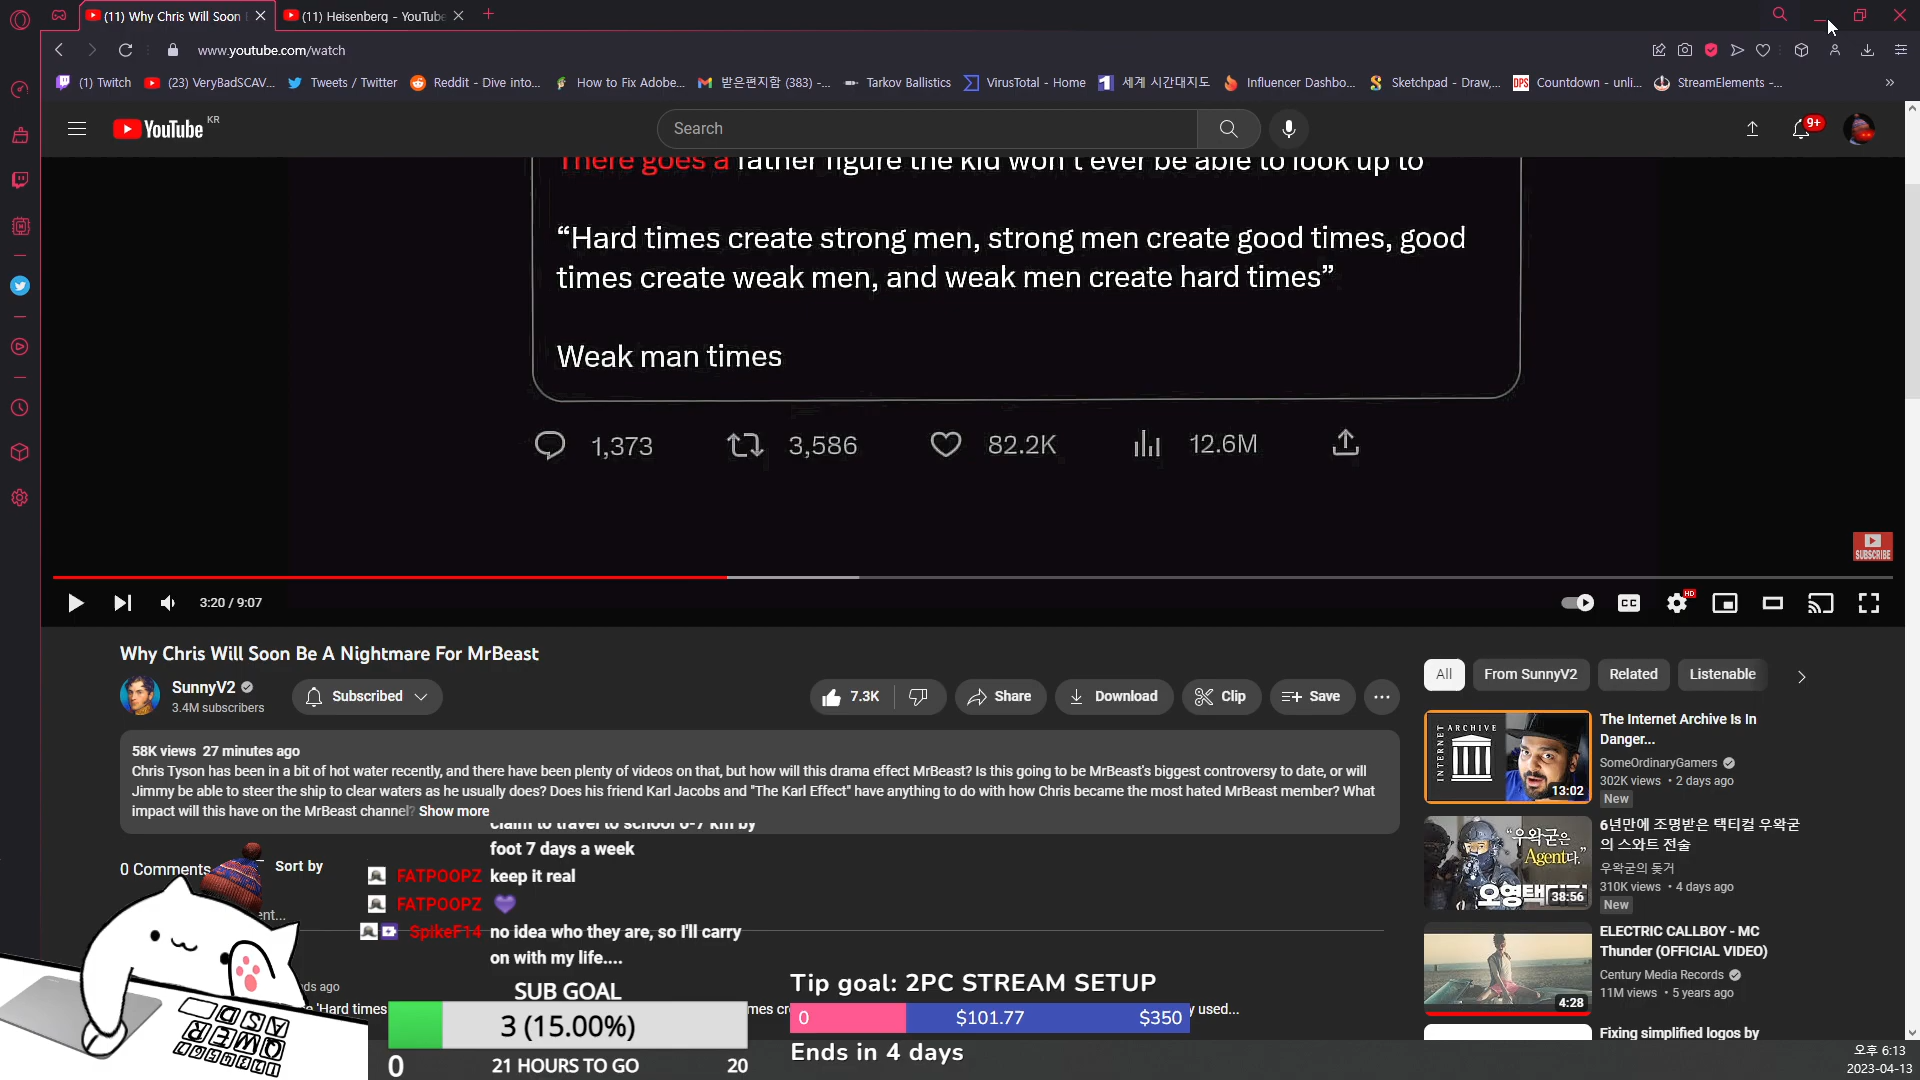 (11) Why Chris Will Soon
(11) Heisenberg - YouTube
www.youtube.com/watch
(1) Twitch
(23) VeryBadSCAV...
Tweets / Twitter
Reddit - Dive into...
How to Fix Adobe...
받은편지함 (383) -...
Tarkov Ballistics
VirusTotal - Home
세계 시간대지도
Influencer Dashbo...
Sketchpad - Draw,...
DPS
Countdown - unli...
StreamElements -...
»
YouTube KR
Search
9+
There goes a father figure the kid won't ever be able to look up to
“Hard times create strong men, strong men create good times, good
times create weak men, and weak men create hard times”
Weak man times
1,373
3,586
82.2K
12.6M
SUBSCRIBE
3:20 / 9:07
CC
HD
Why Chris Will Soon Be A Nightmare For MrBeast
SunnyV2
3.4M subscribers
Subscribed
7.3K
Share
Download
Clip
Save
58K views 27 minutes ago
Chris Tyson has been in a bit of hot water recently, and there have been plenty of videos on that, but how will this drama effect MrBeast? Is this going to be MrBeast's biggest controversy to date, or will
Jimmy be able to steer the ship to clear waters as he usually does? Does his friend Karl Jacobs and "The Karl Effect" have anything to do with how Chris became the most hated MrBeast member? What
impact will this have on the MrBeast channel? Show more
0 Comments
Sort by
claim to travel to school 6-7 km by
foot 7 days a week
FATPOOPZ keep it real
FATPOOPZ
SpikeF14 no idea who they are, so I'll carry
on with my life....
SUB GOAL
3 (15.00%)
0
21 HOURS TO GO
20
Tip goal: 2PC STREAM SETUP
0
$101.77
$350
Ends in 4 days
used...
All
From SunnyV2
Related
Listenable
INTERNET ARCHIVE
13:02
The Internet Archive Is In
Danger...
SomeOrdinaryGamers
302K views • 2 days ago
New
"우왁굳은
Agent다."
38:56
6년만에 조명받은 택티컬 우왁굳
의 스와트 전술
우왁굳의 돚거
310K views • 4 days ago
New
4:28
ELECTRIC CALLBOY - MC
Thunder (OFFICIAL VIDEO)
Century Media Records
11M views • 5 years ago
Fixing simplified logos by
오후 6:13
2023-04-13